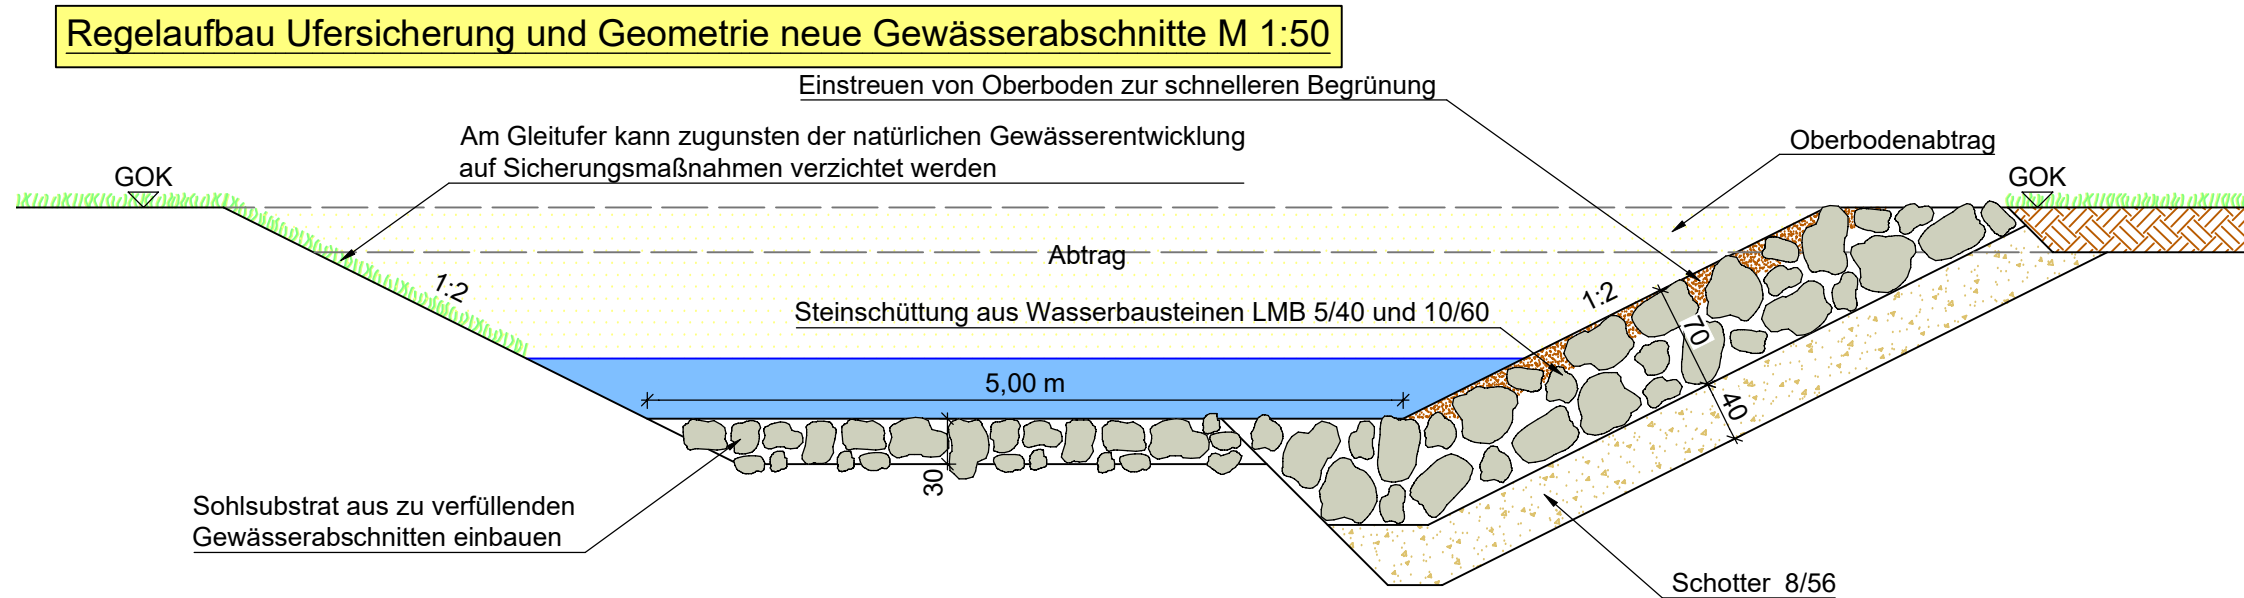 Regelaufbau Ufersicherung und Geometrie neue Gewässerabschnitte M 1:50
Einstreuen von Oberboden zur schnelleren Begrünung
Am Gleitufer kann zugunsten der natürlichen Gewässerentwicklung
auf Sicherungsmaßnahmen verzichtet werden
Oberbodenabtrag
GOK
GOK
Abtrag
1:2
1:2
Steinschüttung aus Wasserbausteinen LMB 5/40 und 10/60
70
5,00 m
40
30
Sohlsubstrat aus zu verfüllenden
Gewässerabschnitten einbauen
Schotter 8/56